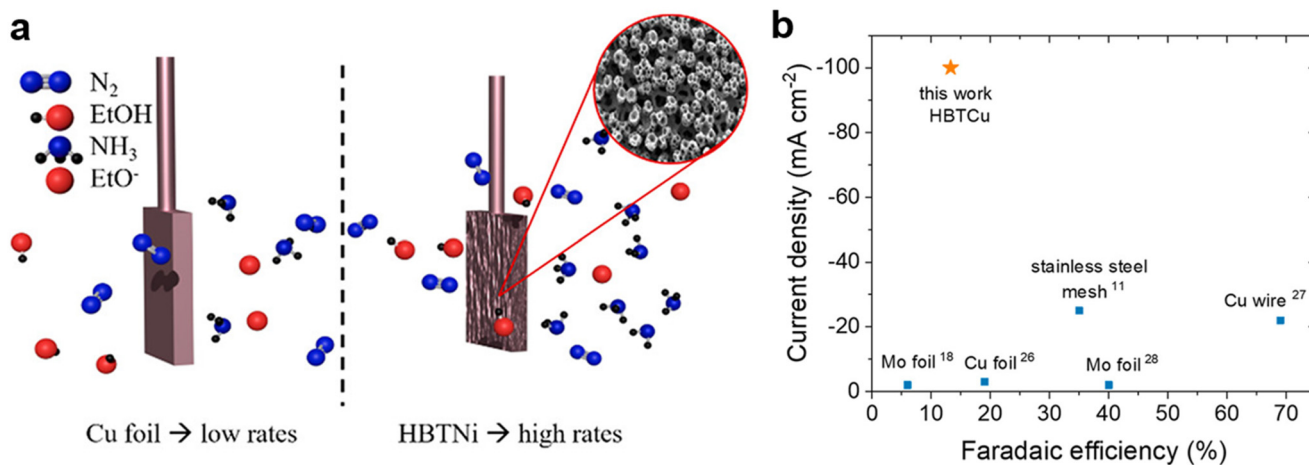 a
N₂
EtOH
NH₃
EtO⁻
Cu foil → low rates
HBTNi → high rates
b
Current density (mA cm⁻²)
-100
-80
-60
-40
-20
0
this work
HBTCu
stainless steel
mesh ¹¹
Cu wire ²⁷
Mo foil ¹⁸
Cu foil ²⁶
Mo foil ²⁸
0 10 20 30 40 50 60 70
Faradaic efficiency (%)